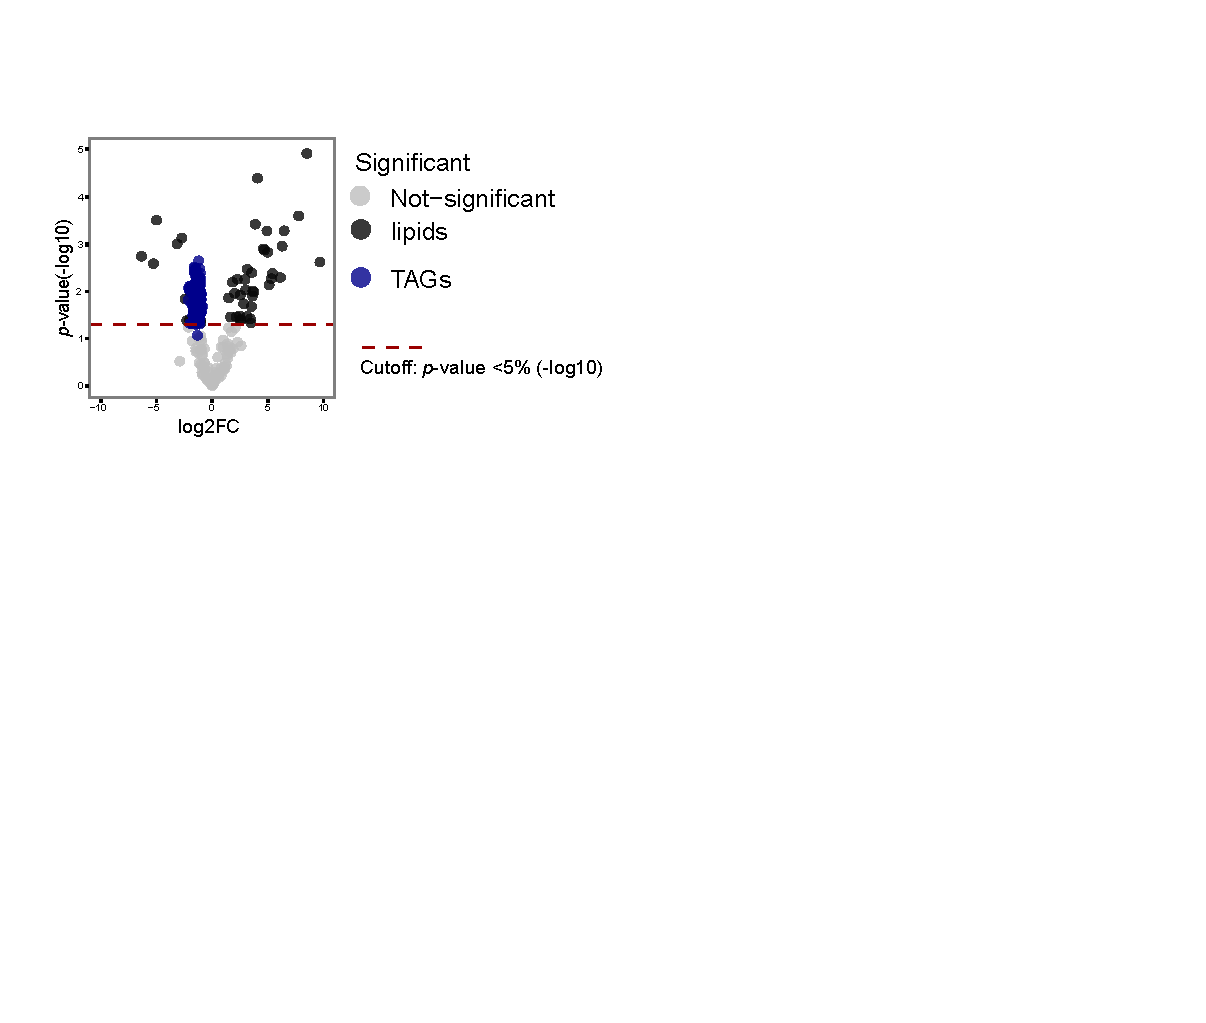 5
4
3
2
1
0
p-value(-log10)
-10
-5
0
5
10
log2FC
Significant
Not-significant
lipids
TAGs
Cutoff: p-value <5% (-log10)